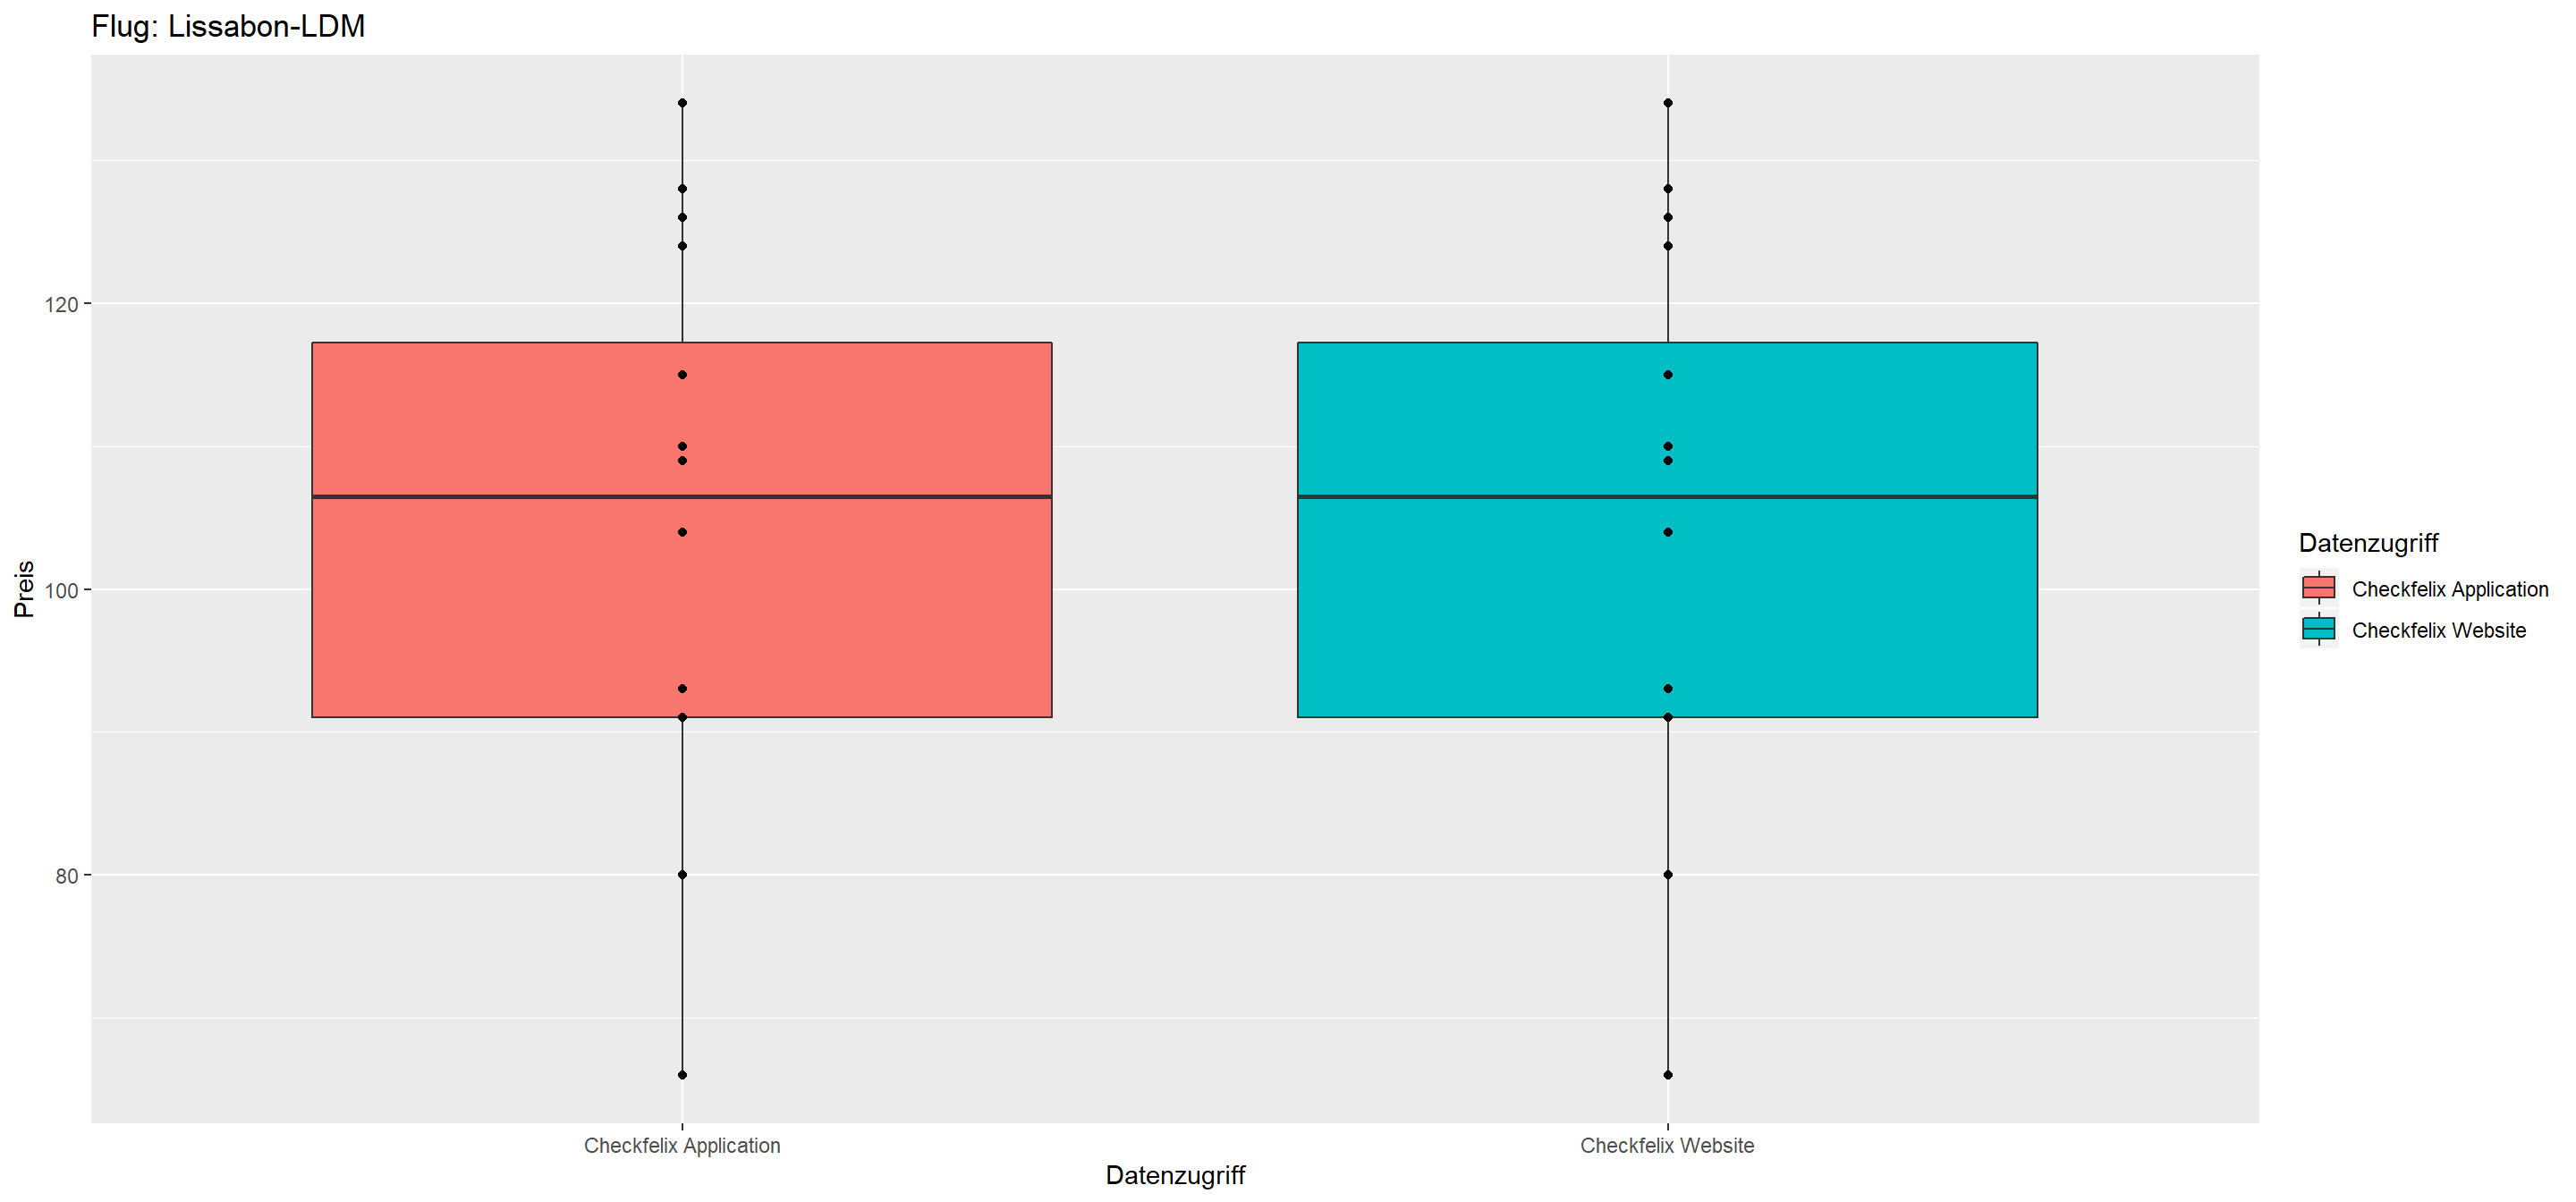 Flug: Lissabon-LDM
Preis
120
100
80
Checkfelix Application
Checkfelix Website
Datenzugriff
Datenzugriff
Checkfelix Application
Checkfelix Website